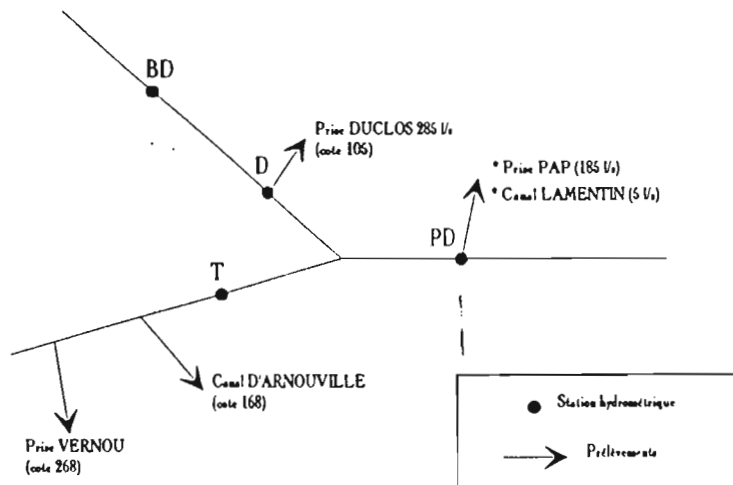 BD
Prise DUCLOS 285 l/s
(cote 105)
D
* Prise PAP (185 l/s)
* Canal LAMENTIN (5 l/s)
PD
T
Canal D'ARNOUVILLE
(cote 168)
Prise VERNOU
(cote 268)
Station hydrométrique
Prélèvements